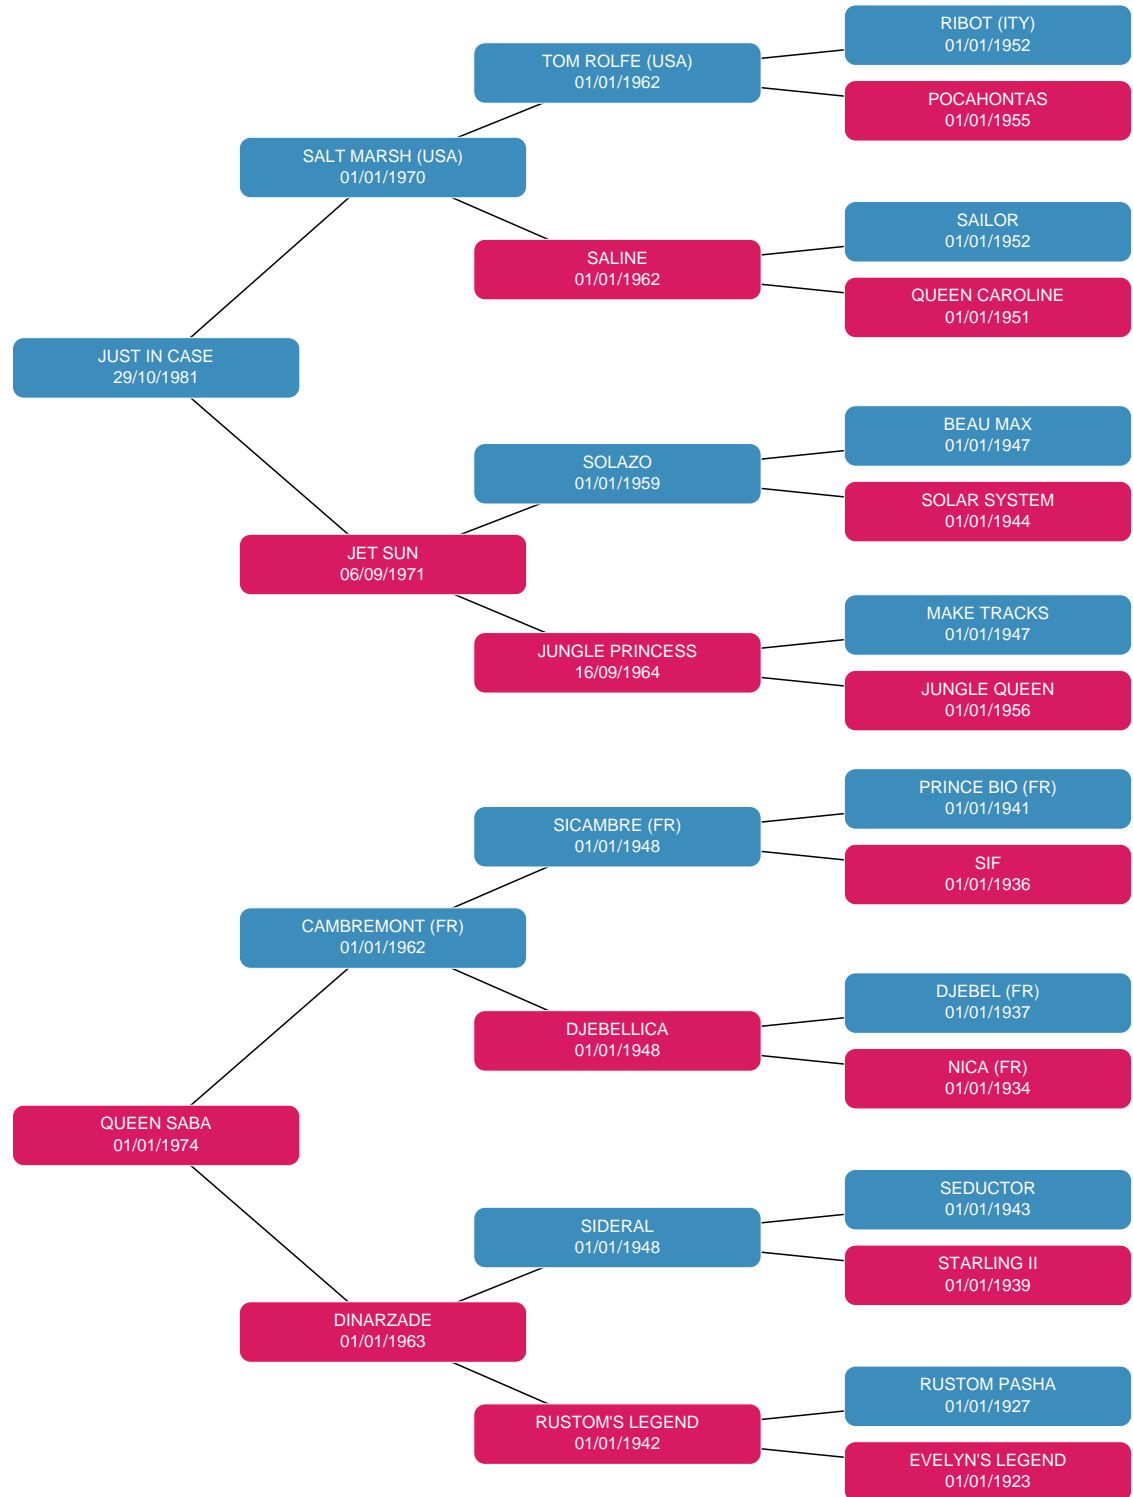 RIBOT (ITY)
01/01/1952
TOM ROLFE (USA)
01/01/1962
POCAHONTAS
01/01/1955
SALT MARSH (USA)
01/01/1970
SAILOR
01/01/1952
SALINE
01/01/1962
QUEEN CAROLINE
01/01/1951
JUST IN CASE
29/10/1981
BEAU MAX
01/01/1947
SOLAZO
01/01/1959
SOLAR SYSTEM
01/01/1944
JET SUN
06/09/1971
MAKE TRACKS
01/01/1947
JUNGLE PRINCESS
16/09/1964
JUNGLE QUEEN
01/01/1956
PRINCE BIO (FR)
01/01/1941
SICAMBRE (FR)
01/01/1948
SIF
01/01/1936
CAMBREMONT (FR)
01/01/1962
DJEBEL (FR)
01/01/1937
DJEBELLICA
01/01/1948
NICA (FR)
01/01/1934
QUEEN SABA
01/01/1974
SEDUCTOR
01/01/1943
SIDERAL
01/01/1948
STARLING II
01/01/1939
DINARZADE
01/01/1963
RUSTOM PASHA
01/01/1927
RUSTOM'S LEGEND
01/01/1942
EVELYN'S LEGEND
01/01/1923